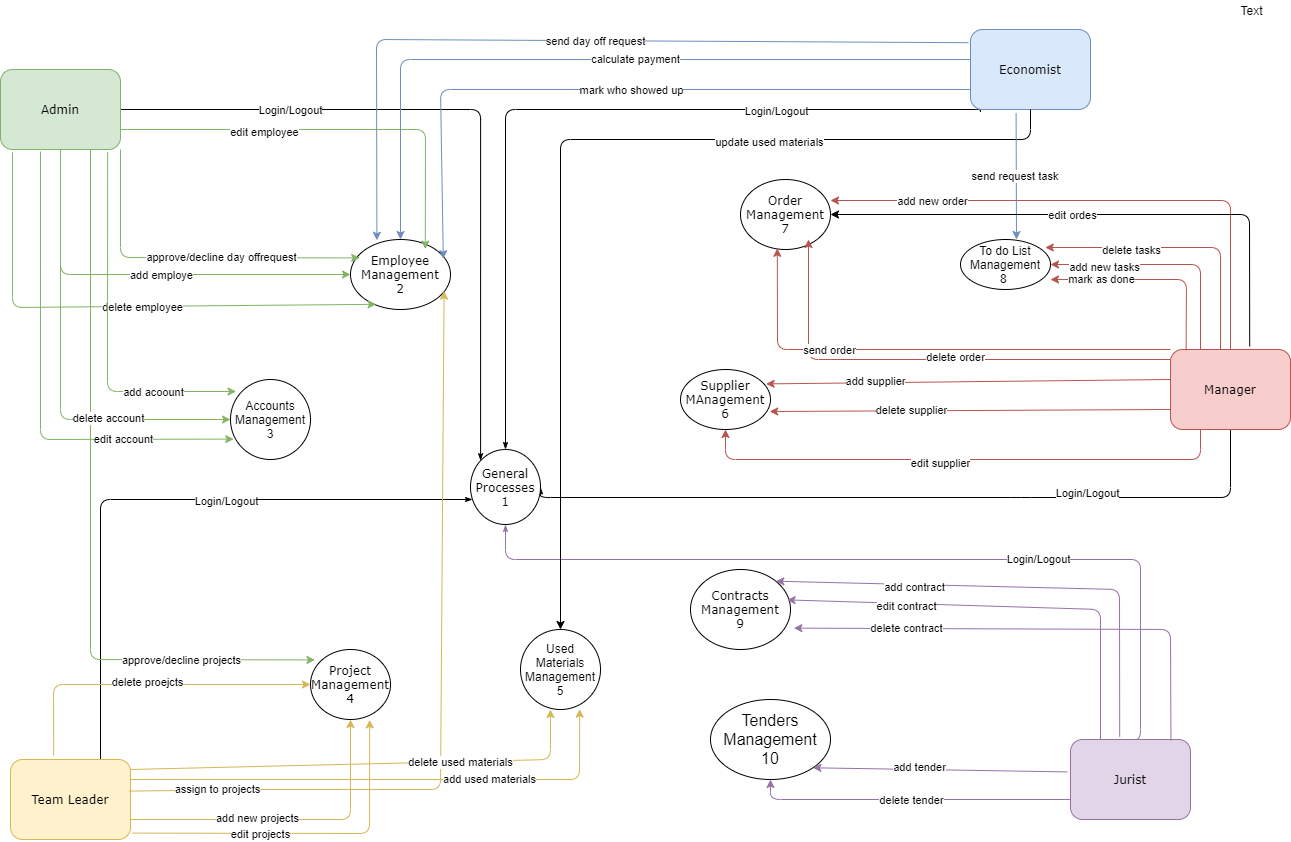 Text
send day off request
calculate payment
Economist
mark who showed up
Admin
Login/Logout
Login/Logout
edit employee
update used materials
send request task
Order
Management
7
add new order
edit ordes
To do List
Management
8
delete tasks
add new tasks
mark as done
approve/decline day offrequest
add employe
delete employee
Employee
Management
2
send order
delete order
Supplier
MAnagement
6
add supplier
delete supplier
edit supplier
Manager
add acoount
delete account
edit account
Accounts
Management
3
General
Processes
1
Login/Logout
Login/Logout
Login/Logout
Contracts
Management
9
add contract
edit contract
delete contract
approve/decline projects
delete proejcts
Project
Management
4
Used
Materials
Management
5
Tenders
Management
10
add tender
delete tender
Jurist
Team Leader
delete used materials
add used materials
assign to projects
add new projects
edit projects